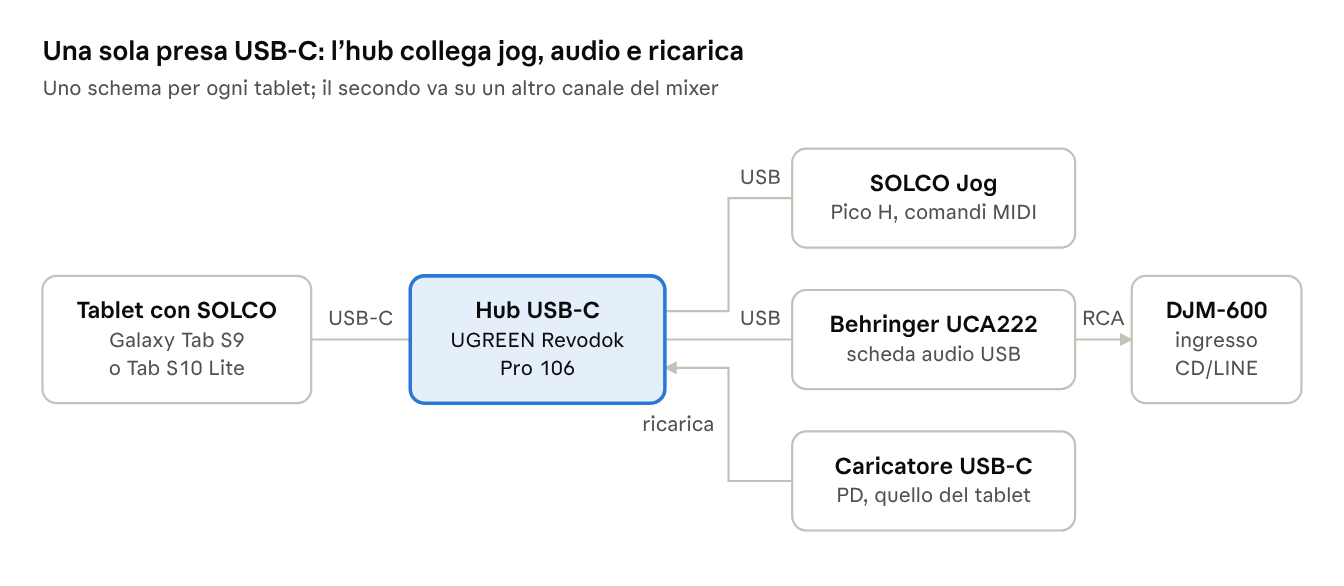 Una sola presa USB-C: l’hub collega jog, audio e ricarica
Uno schema per ogni tablet; il secondo va su un altro canale del mixer
Tablet con SOLCO
Galaxy Tab S9
o Tab S10 Lite
USB-C
Hub USB-C
UGREEN Revodok
Pro 106
USB
SOLCO Jog
Pico H, comandi MIDI
USB
Behringer UCA222
scheda audio USB
RCA
DJM-600
ingresso
CD/LINE
ricarica
Caricatore USB-C
PD, quello del tablet